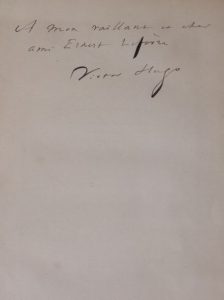 A mon vaillant et cher
ami Ernest Lefèvre
Victor Hugo